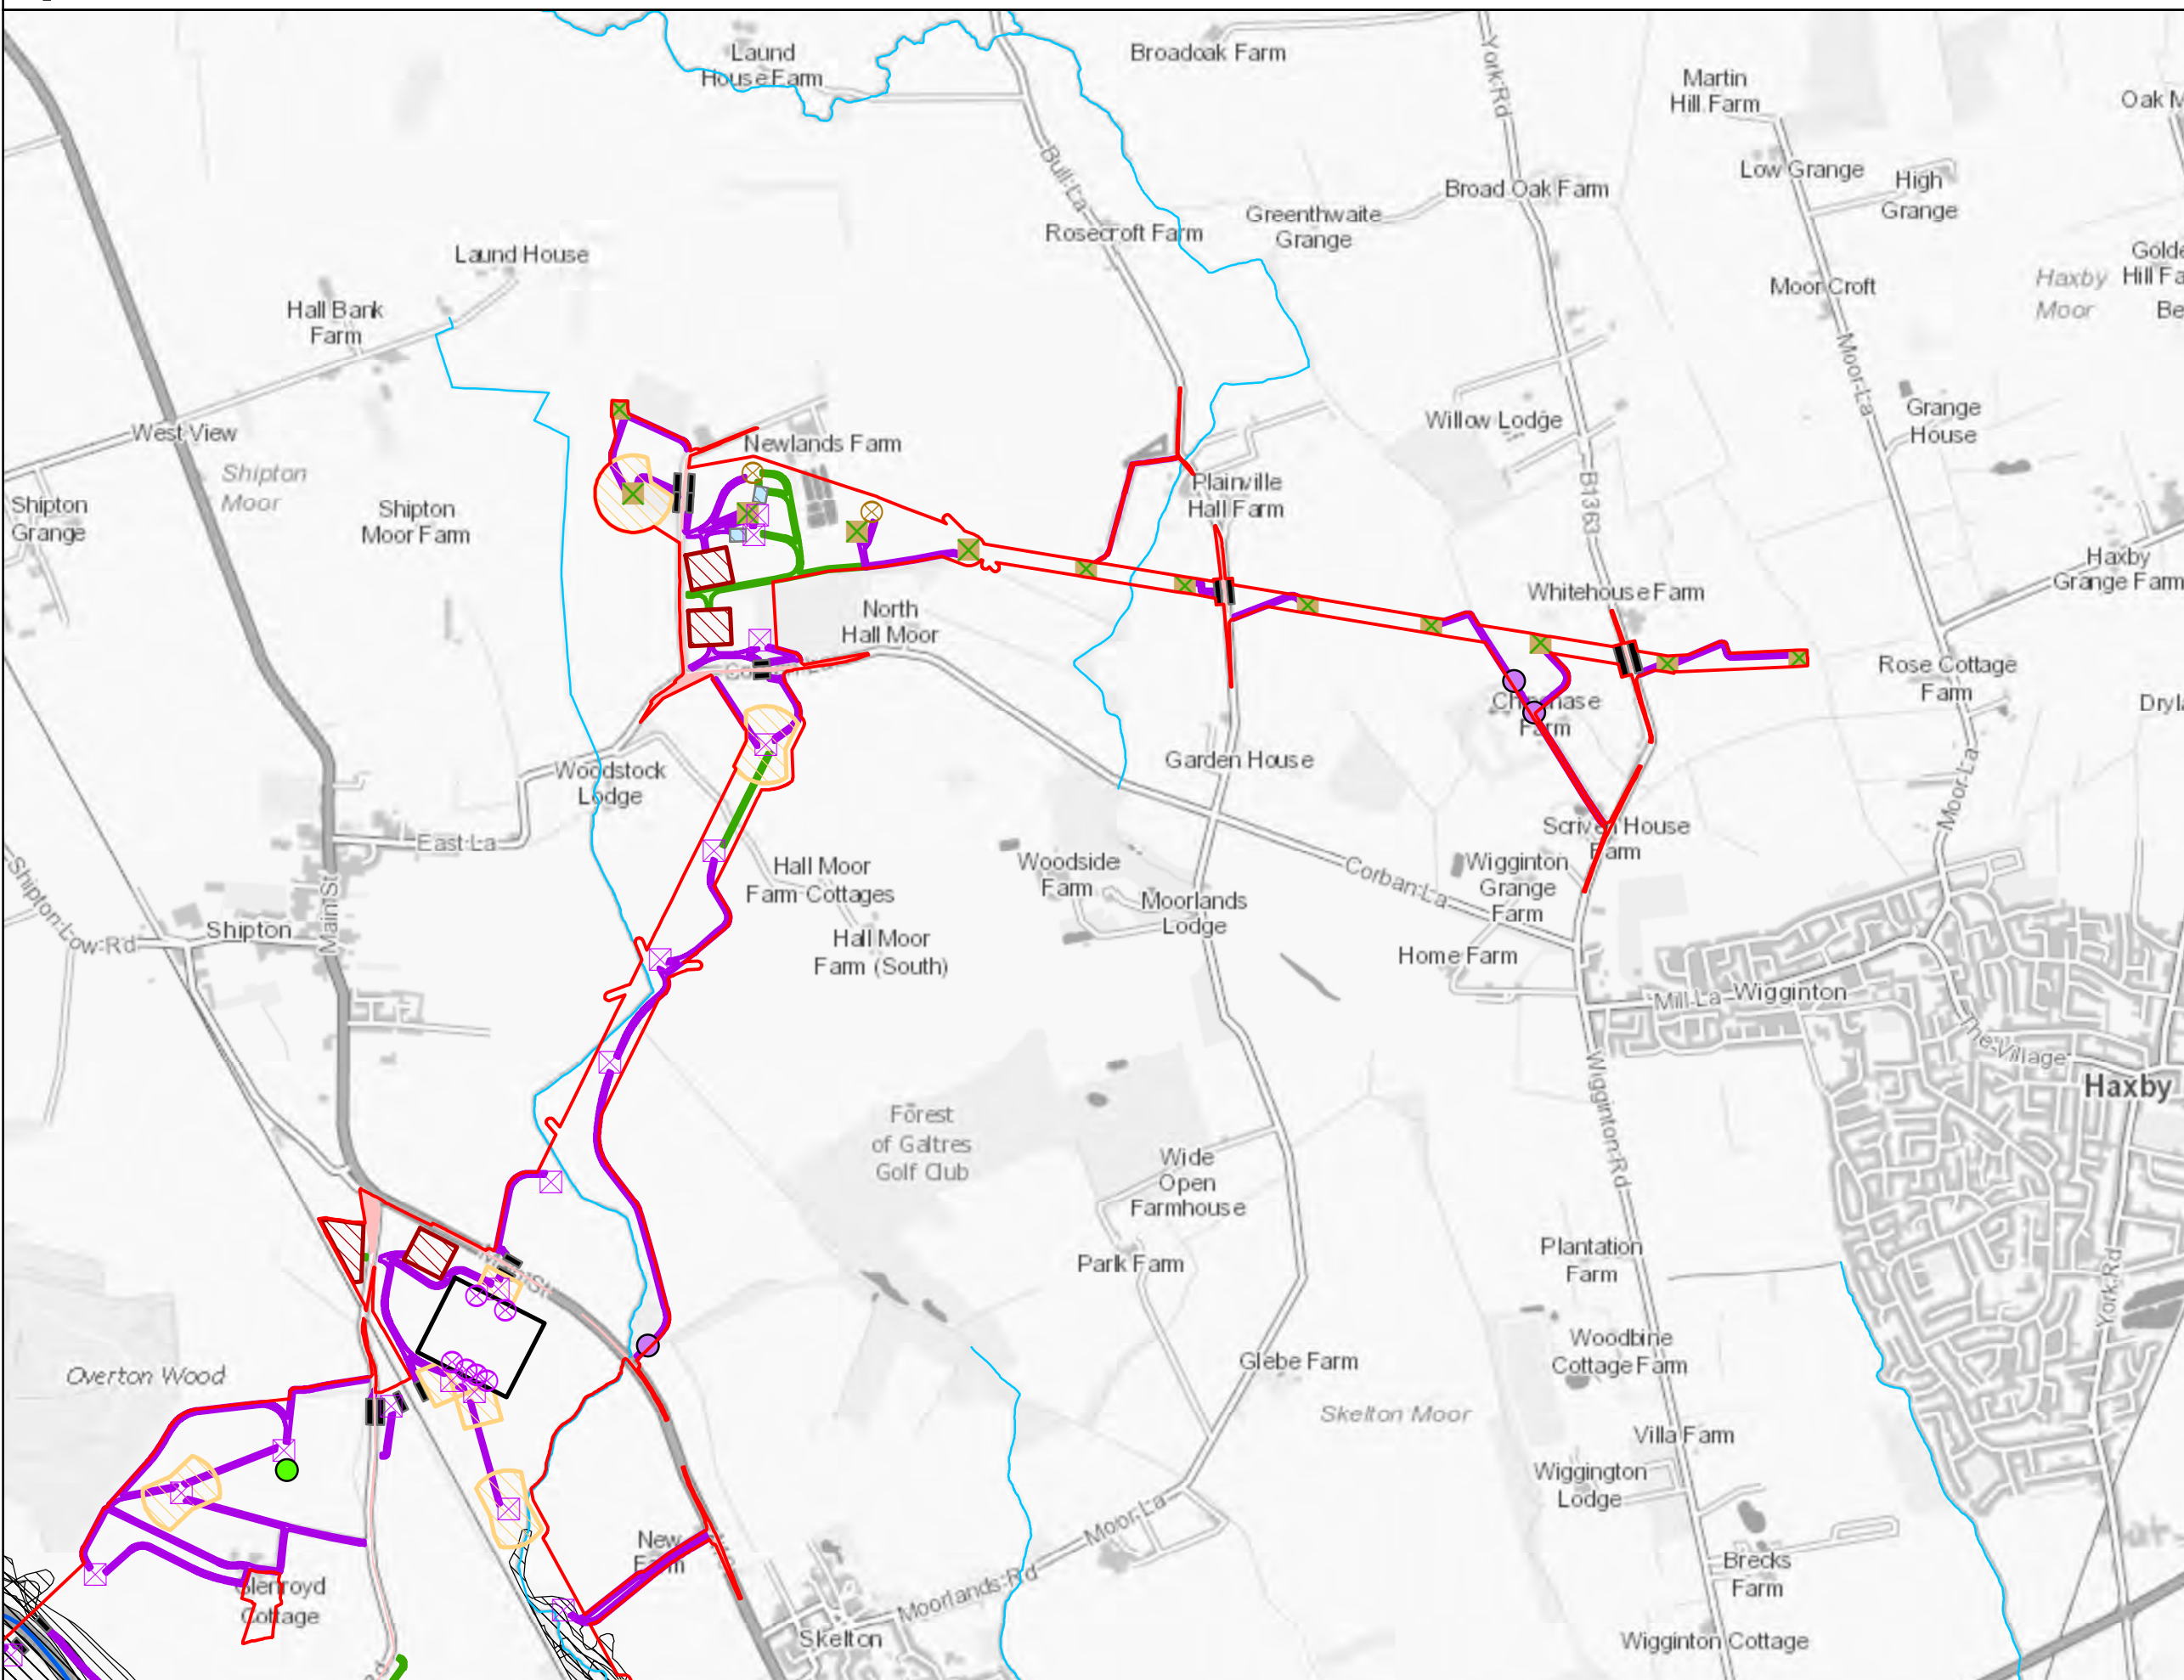 Laund
House Farm
Broadoak Farm
York Rd
Martin
Hill Farm
Oak M
Bull La
Low Grange
High
Grange
Broad Oak Farm
Greenthwaite
Grange
Rosecroft Farm
Laund House
Hall Bank
Farm
Moor Croft
Haxby
Moor
Golde
Hill Fa
Be
Moor La
West View
Shipton
Moor
Shipton
Grange
Shipton
Moor Farm
Newlands Farm
Willow Lodge
Grange
House
Plainville
Hall Farm
B1363
Haxby
Grange Farm
Whitehouse Farm
North
Hall Moor
Rose Cottage
Farm
Farm
Garden House
Woodstock
Lodge
East La
Main St
Moor La
Scriven House
Farm
Hall Moor
Farm Cottages
Woodside
Farm
Corban La
Wigginton
Grange
Farm
Moorlands
Lodge
Shipton Low Rd
Shipton
Hall Moor
Farm (South)
Home Farm
Mill La
Wigginton
The Village
Haxby
Wigginton Rd
Forest
of Galtres
Golf Club
Wide
Open
Farmhouse
Park Farm
Plantation
Farm
York Rd
Woodbine
Cottage Farm
Glebe Farm
Overton Wood
Skelton Moor
Villa Farm
Wiggington
Lodge
Moor La
New
Farm
Brecks
Farm
Glenroyd
Cottage
Moorlands Rd
Skelton
Wigginton Cottage
Rd